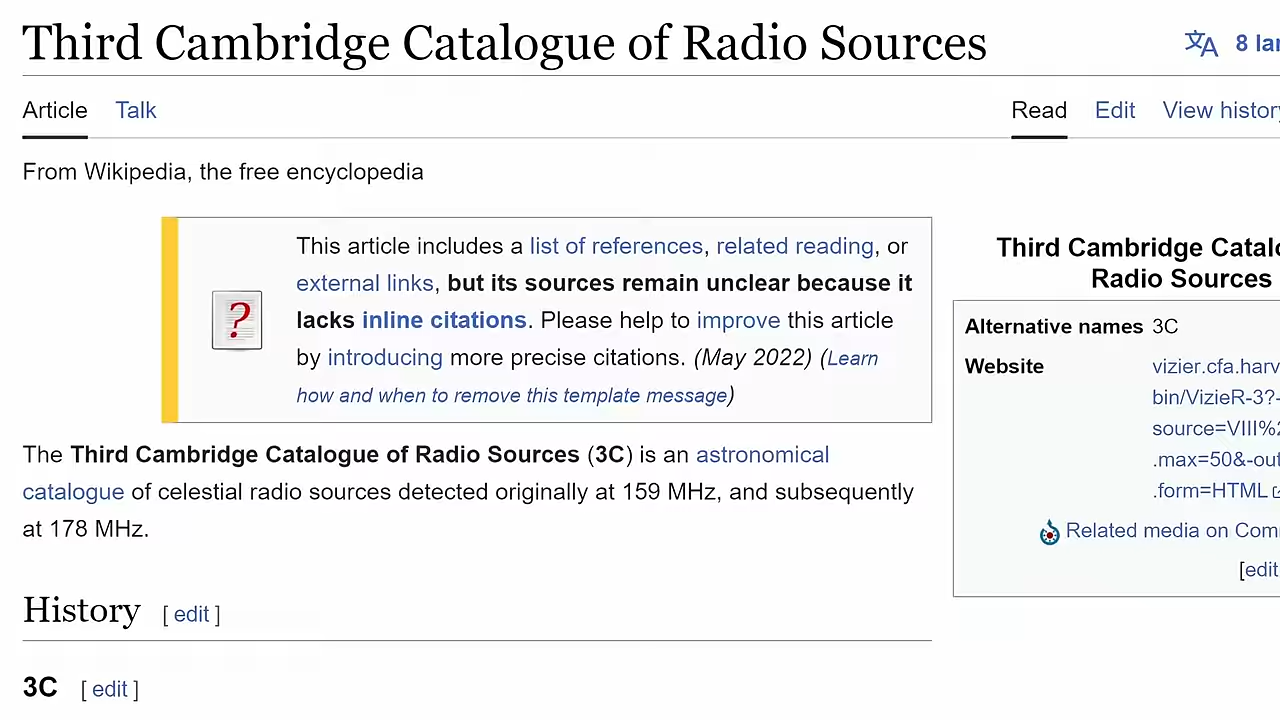 Third Cambridge Catalogue of Radio Sources
8 lan
Article Talk
Read Edit View history
From Wikipedia, the free encyclopedia
This article includes a list of references, related reading, or
external links, but its sources remain unclear because it
lacks inline citations. Please help to improve this article
by introducing more precise citations. (May 2022) (Learn
how and when to remove this template message)
The Third Cambridge Catalogue of Radio Sources (3C) is an astronomical
catalogue of celestial radio sources detected originally at 159 MHz, and subsequently
at 178 MHz.
History [ edit ]
3C [ edit ]
Third Cambridge Catalo
Radio Sources
Alternative names 3C
Website vizier.cfa.harv
bin/VizieR-3?-
source=VIII%2
.max=50&-out
.form=HTML
Related media on Com
[edit